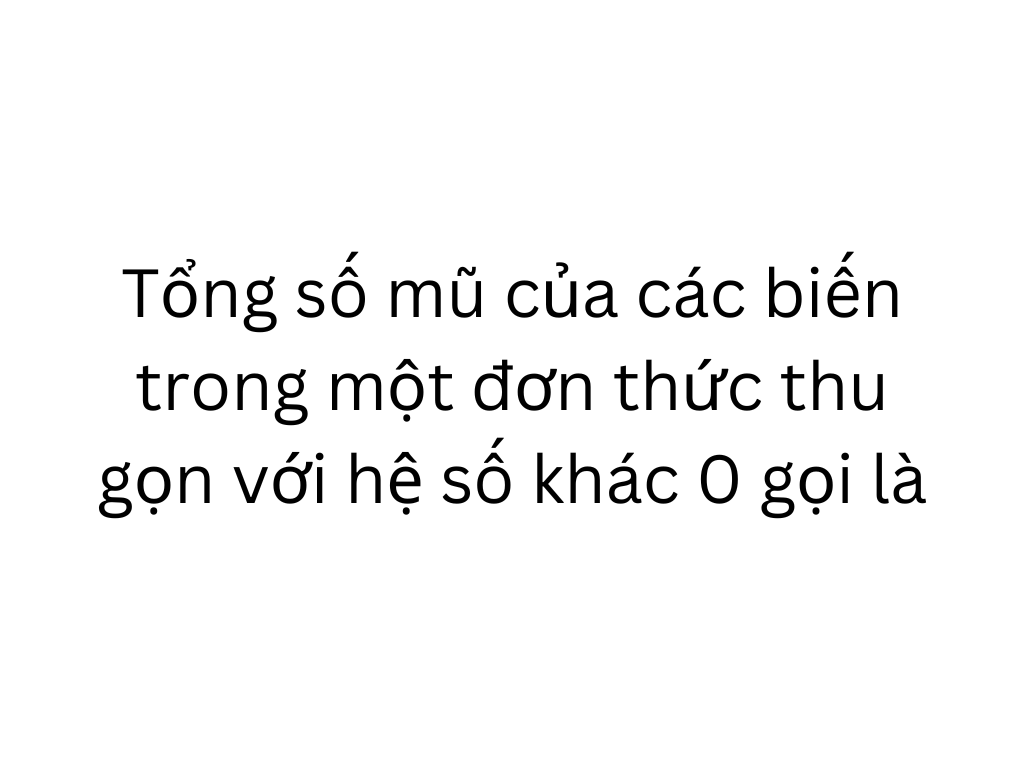 Tổng số mũ của các biến
trong một đơn thức thu
gọn với hệ số khác 0 gọi là